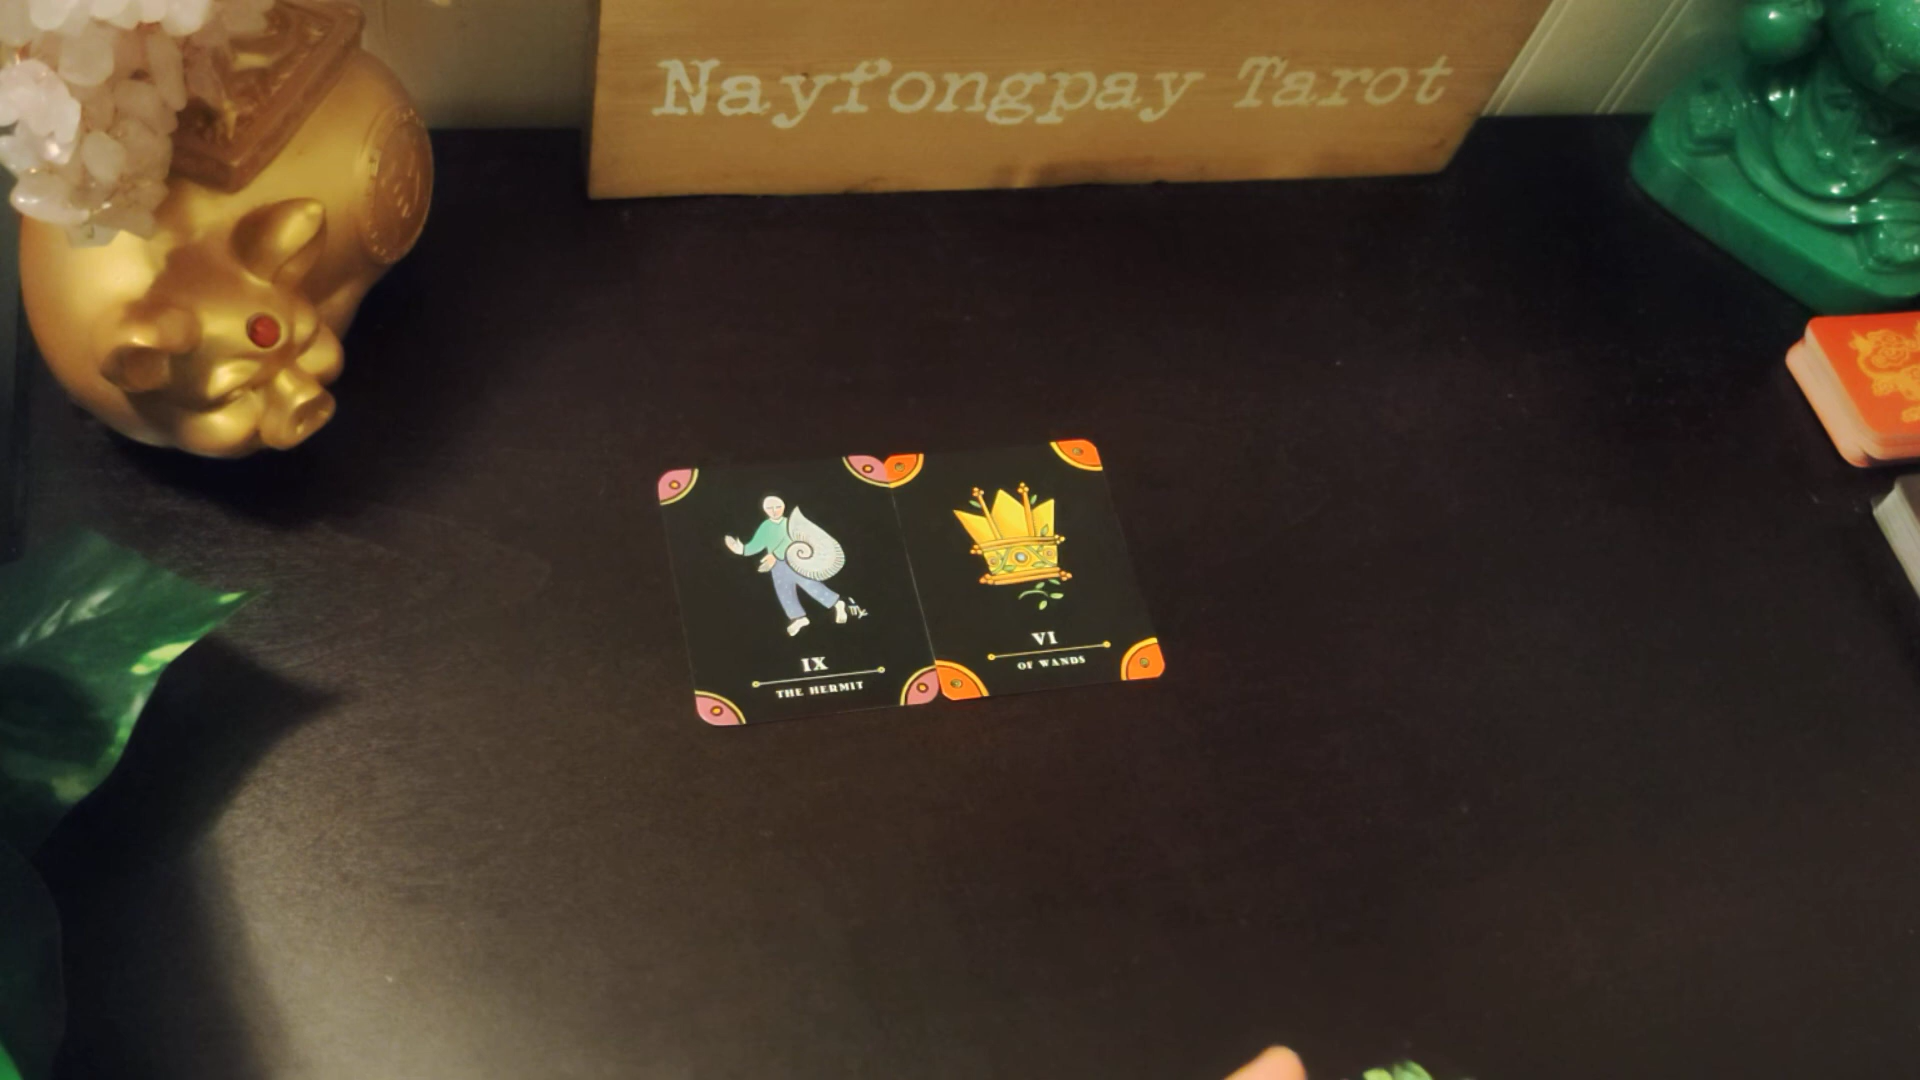 Nayfongpay Tarot
IX
THE HERMIT
VI
OF WANDS